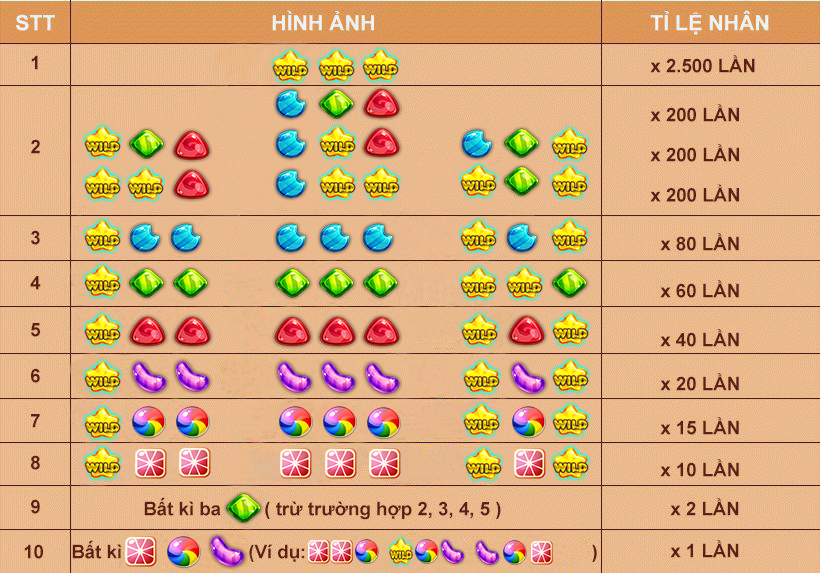 STT HÌNH ẢNH TỈ LỆ NHÂN
1 WILD WILD WILD x 2.500 LẦN
x 200 LẦN
2 WILD WILD WILD x 200 LẦN
WILD WILD WILD WILD WILD WILD x 200 LẦN
3 WILD WILD WILD x 80 LẦN
4 WILD WILD WILD x 60 LẦN
5 WILD WILD WILD x 40 LẦN
6 WILD WILD WILD x 20 LẦN
7 WILD WILD WILD x 15 LẦN
8 WILD WILD WILD x 10 LẦN
9 Bất kì ba ( trừ trường hợp 2, 3, 4, 5 ) x 2 LẦN
10 Bất kì (Ví dụ: WILD ) x 1 LẦN